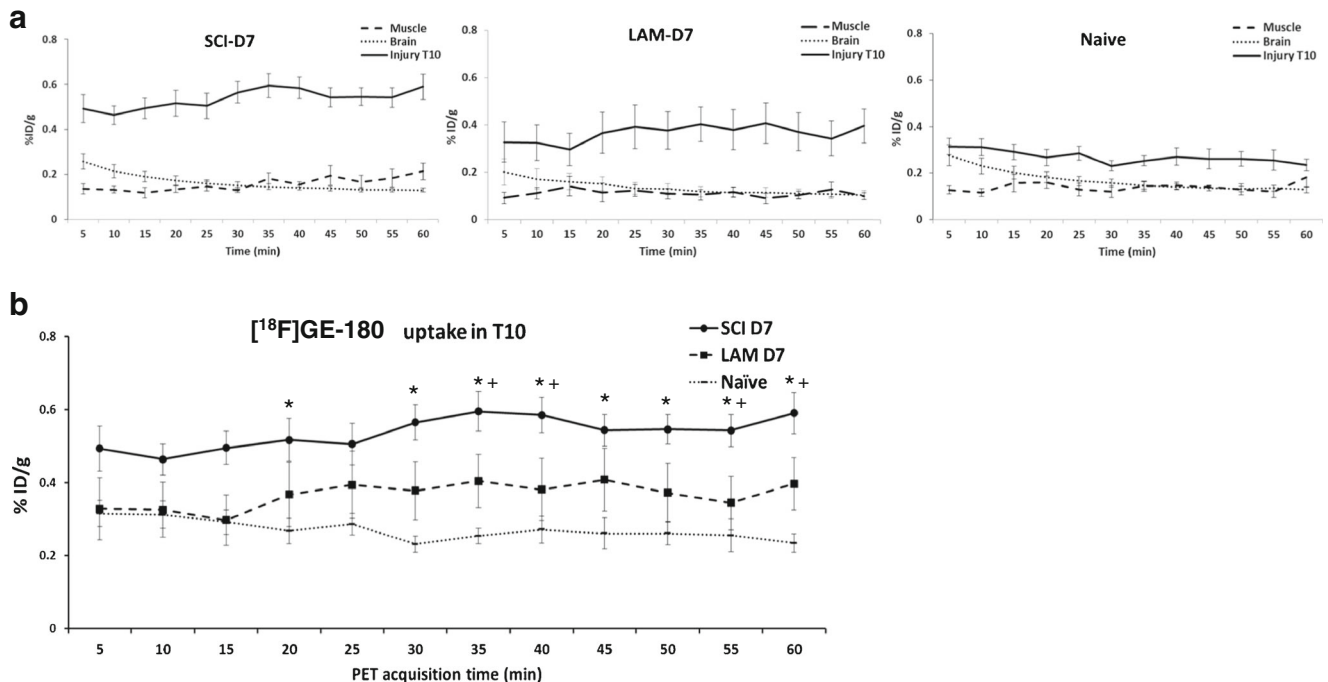 a
SCI-D7
Muscle
Brain
Injury T10
0.8
0.6
0.4
0.2
0
% ID/g
5 10 15 20 25 30 35 40 45 50 55 60
Time (min)
LAM-D7
Muscle
Brain
Injury T10
0.8
0.6
0.4
0.2
0
% ID/g
5 10 15 20 25 30 35 40 45 50 55 60
Time (min)
Naive
Muscle
Brain
Injury T10
0.8
0.6
0.4
0.2
0
% ID/g
5 10 15 20 25 30 35 40 45 50 55 60
Time (min)
b
[¹⁸F]GE-180 uptake in T10
SCI D7
LAM D7
Naïve
* * *+ *+ * * *+ *+
0.8
0.6
0.4
0.2
0
% ID/g
5 10 15 20 25 30 35 40 45 50 55 60
PET acquisition time (min)